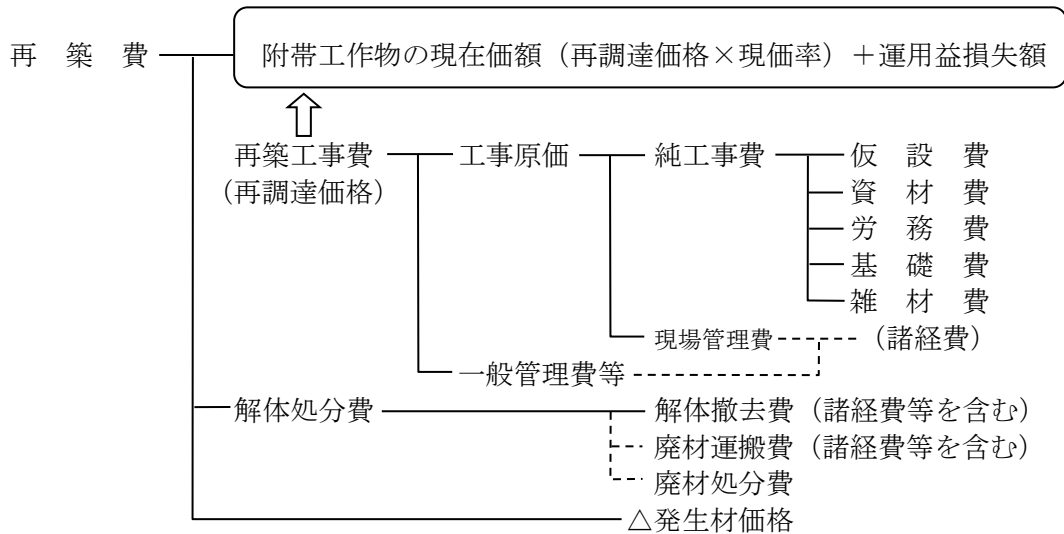 再　築　費 附帯工作物の現在価額（再調達価格×現価率）＋運用益損失額
再築工事費 工事原価 純工事費 仮　設　費
（再調達価格） 資　材　費
労　務　費
基　礎　費
雑　材　費
現場管理費 （諸経費）
一般管理費等
解体処分費 解体撤去費（諸経費等を含む）
廃材運搬費（諸経費等を含む）
廃材処分費
△発生材価格